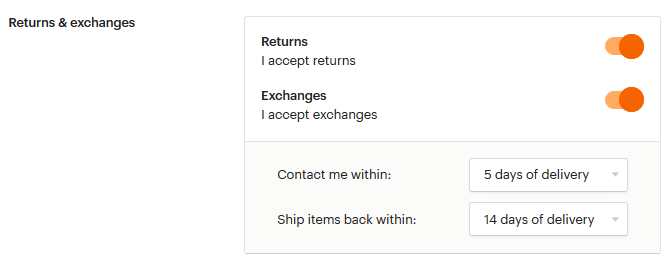 Returns & exchanges
Returns
I accept returns
Exchanges
I accept exchanges
Contact me within: 5 days of delivery
Ship items back within: 14 days of delivery